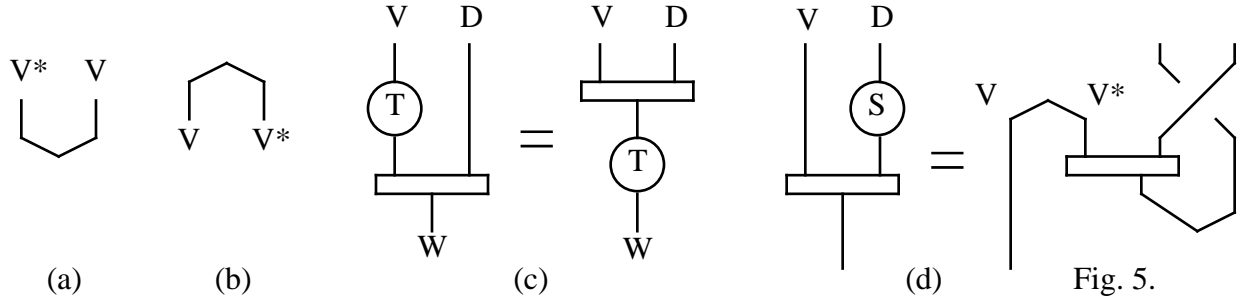 V D V D V D
V* V V V*
T S
V V* T
W W
(a) (b) (c) (d) Fig. 5.